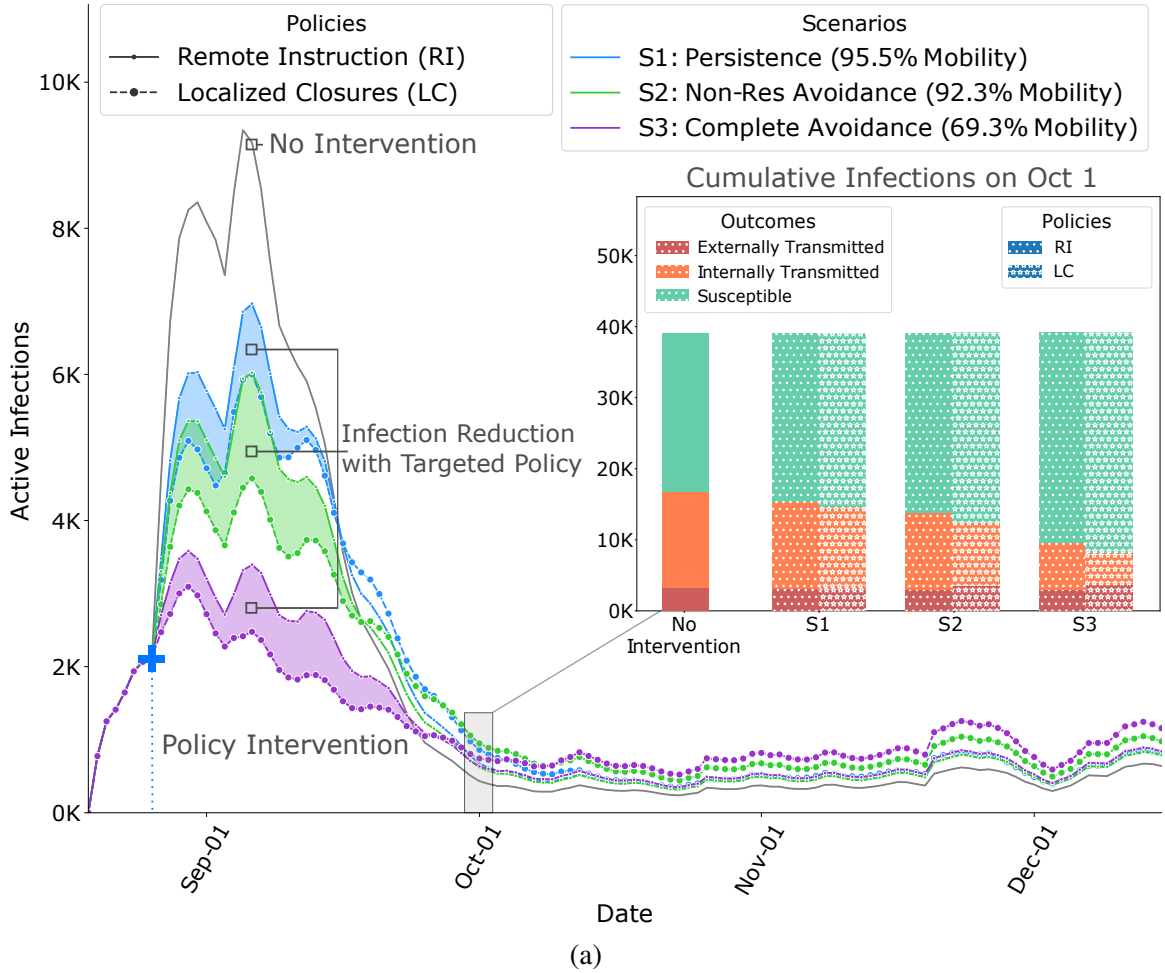 Policies
Remote Instruction (RI)
Localized Closures (LC)
Scenarios
S1: Persistence (95.5% Mobility)
S2: Non-Res Avoidance (92.3% Mobility)
S3: Complete Avoidance (69.3% Mobility)
10K
8K
6K
4K
2K
0K
Active Infections
No Intervention
Infection Reduction
with Targeted Policy
Policy Intervention
Cumulative Infections on Oct 1
Outcomes
Externally Transmitted
Internally Transmitted
Susceptible
Policies
RI
LC
50K
40K
30K
20K
10K
0K
No
Intervention
S1
S2
S3
Sep-01
Oct-01
Nov-01
Dec-01
Date
(a)